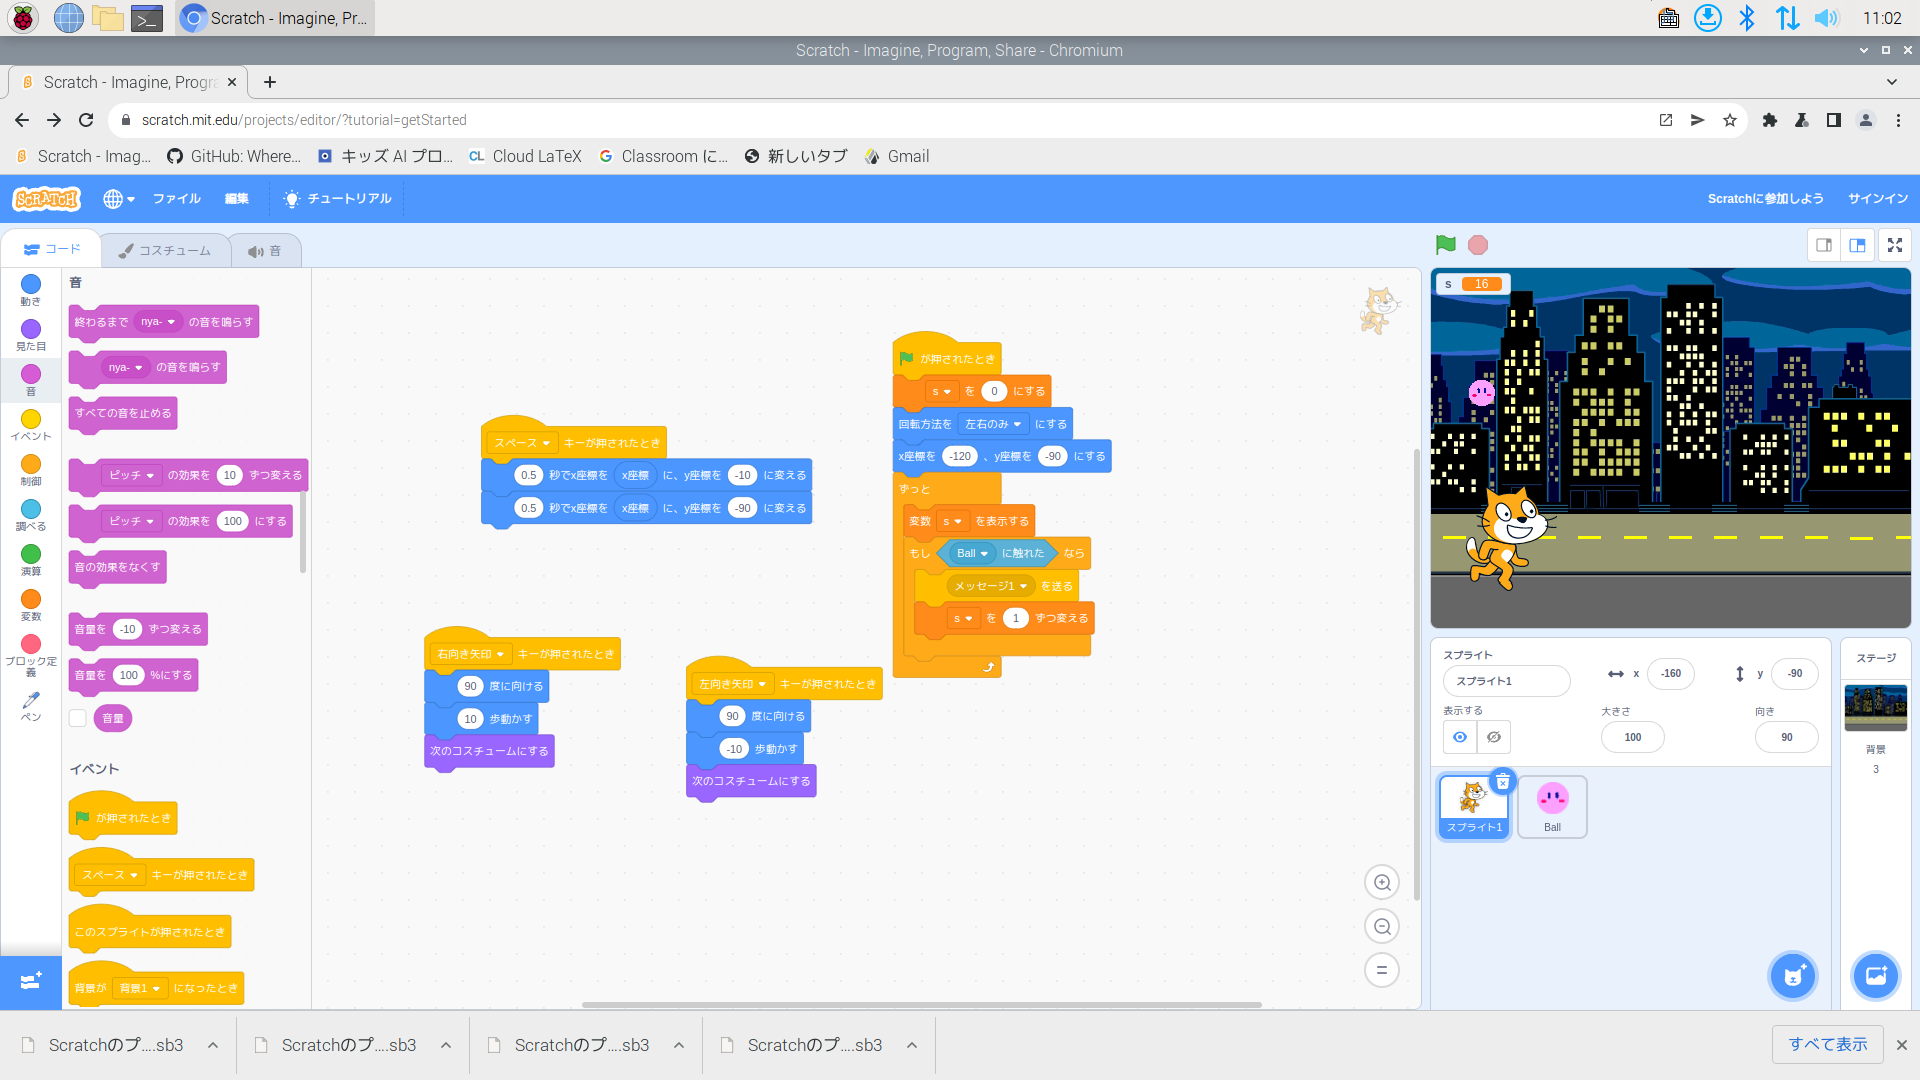 Scratch - Imagine, Pr...
11:02
Scratch - Imagine, Program, Share - Chromium
Scratch - Imagine, Progra
scratch.mit.edu/projects/editor/?tutorial=getStarted
Scratch - Imag...
GitHub: Where...
キッズ AI プロ...
CL
Cloud LaTeX
Classroom に...
新しいタブ
Gmail
SCRATCH
ファイル
編集
チュートリアル
Scratchに参加しよう
サインイン
コード
コスチューム
音
動き
見た目
音
イベント
制御
調べる
演算
変数
ブロック定義
ペン
音
終わるまで nya- の音を鳴らす
nya- の音を鳴らす
すべての音を止める
ピッチ の効果を 10 ずつ変える
ピッチ の効果を 100 にする
音の効果をなくす
音量を -10 ずつ変える
音量を 100 %にする
音量
イベント
が押されたとき
スペース キーが押されたとき
このスプライトが押されたとき
背景が 背景1 になったとき
スペース キーが押されたとき
0.5 秒でx座標を x座標 に、y座標を -10 に変える
0.5 秒でx座標を x座標 に、y座標を -90 に変える
右向き矢印 キーが押されたとき
90 度に向ける
10 歩動かす
次のコスチュームにする
左向き矢印 キーが押されたとき
90 度に向ける
-10 歩動かす
次のコスチュームにする
が押されたとき
s を 0 にする
回転方法を 左右のみ にする
x座標を -120 、y座標を -90 にする
ずっと
変数 s を表示する
もし Ball に触れた なら
メッセージ1 を送る
s を 1 ずつ変える
s 16
スプライト
スプライト1
x -160
y -90
表示する
大きさ
100
向き
90
スプライト1
Ball
ステージ
背景
3
Scratchのプ....sb3
Scratchのプ....sb3
Scratchのプ....sb3
Scratchのプ....sb3
すべて表示